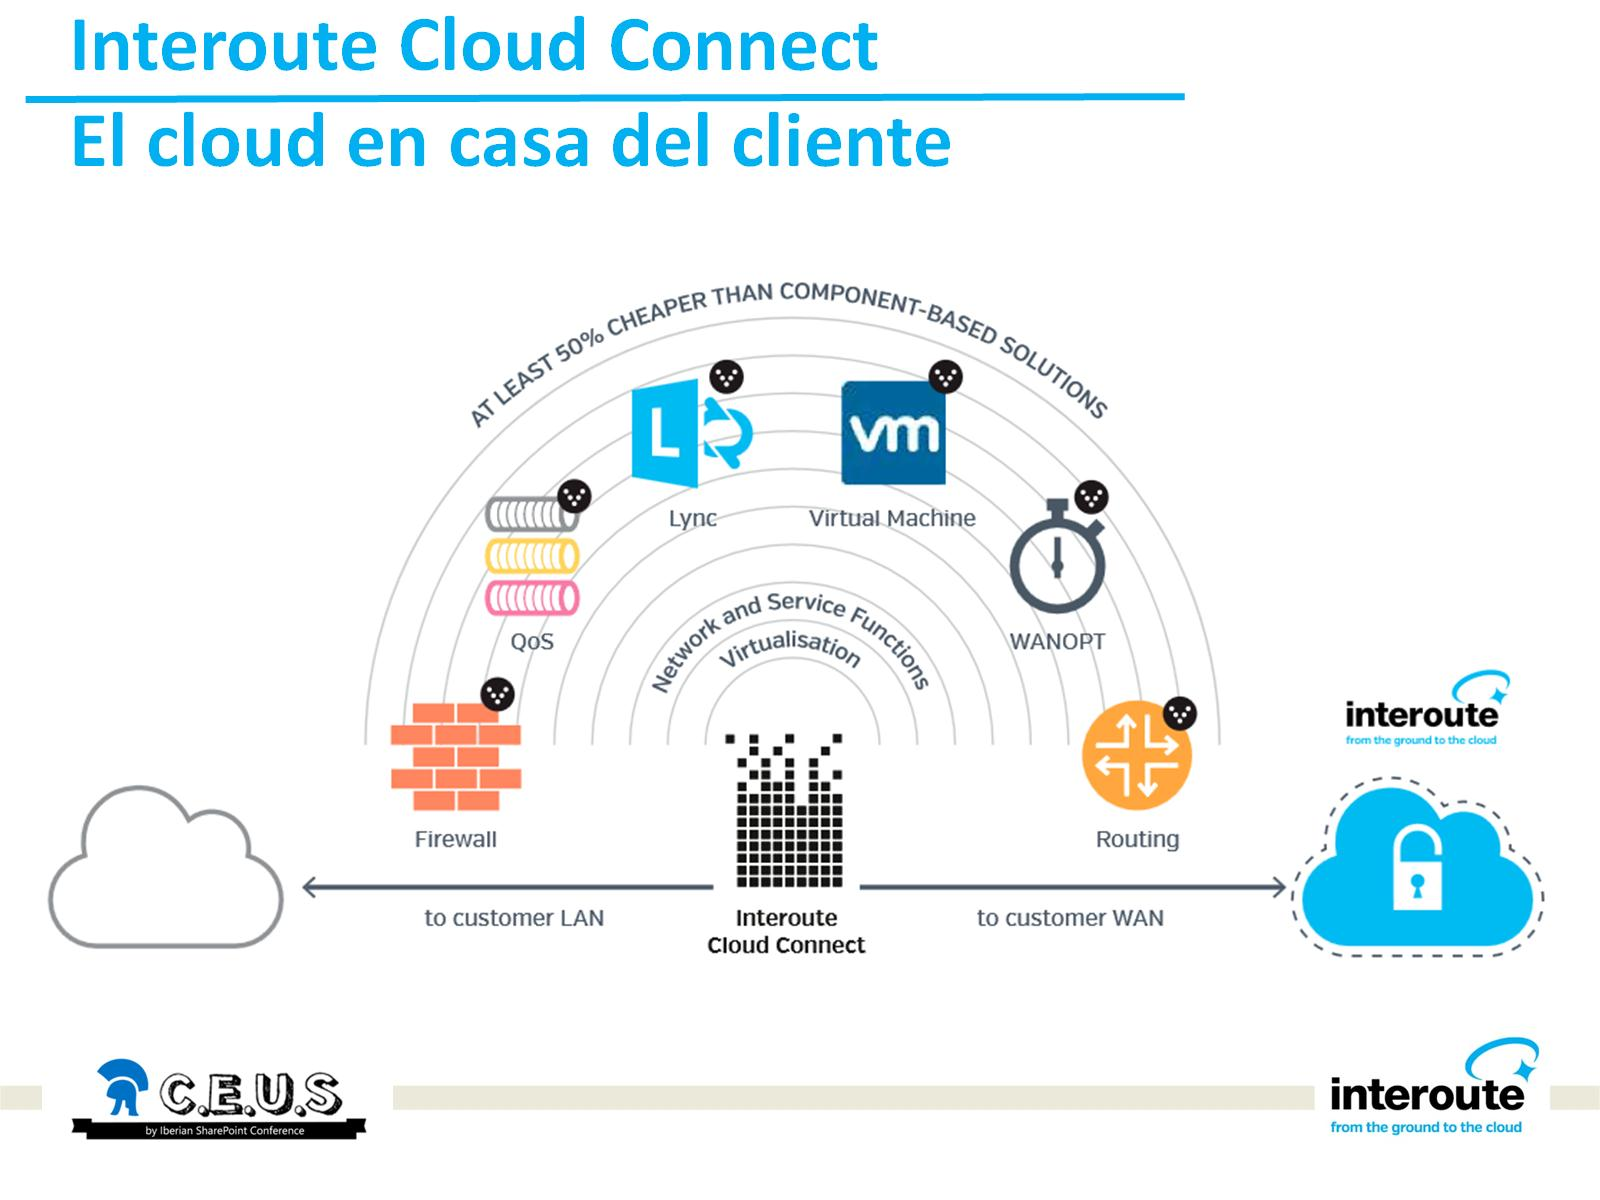 Interoute Cloud Connect
El cloud en casa del cliente
AT LEAST 50% CHEAPER THAN COMPONENT-BASED SOLUTIONS
L
vm
Lync
Virtual Machine
QoS
WANOPT
Network and Service Functions
Virtualisation
interoute
from the ground to the cloud
Firewall
Routing
to customer LAN
Interoute
Cloud Connect
to customer WAN
C.E.U.S
by Iberian SharePoint Conference
interoute
from the ground to the cloud